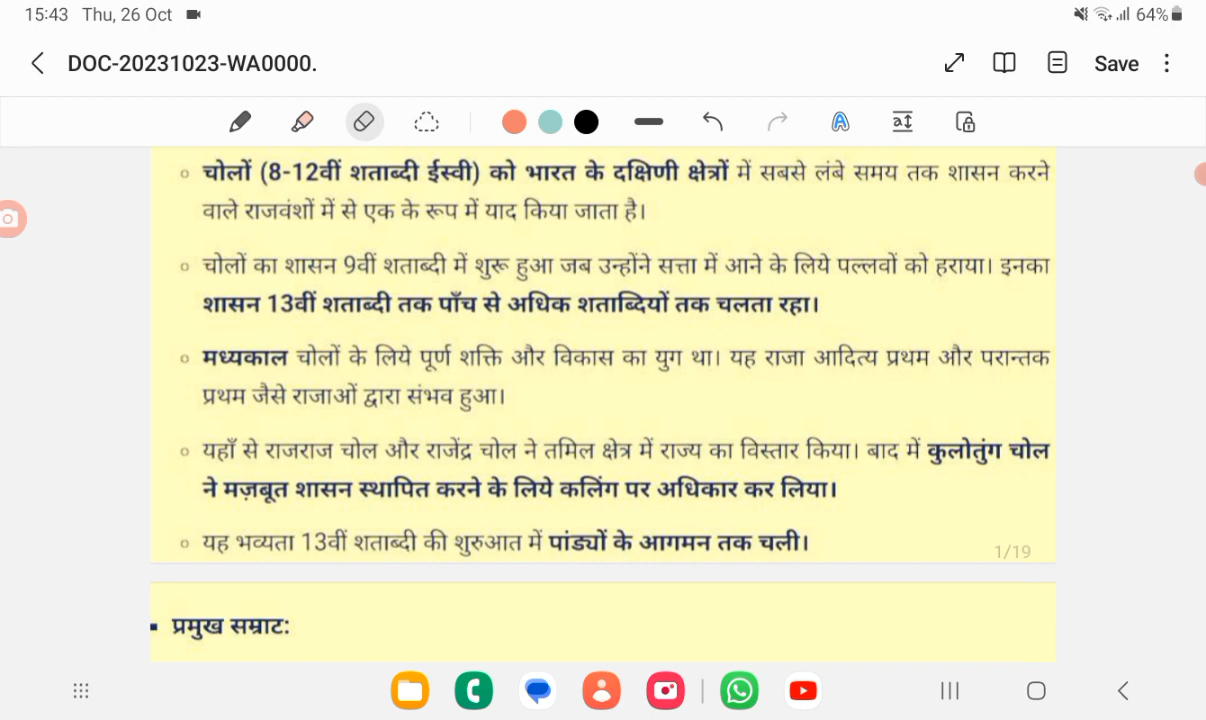 15:43 Thu, 26 Oct 64%
DOC-20231023-WA0000. Save
चोलों (8-12वीं शताब्दी ईस्वी) को भारत के दक्षिणी क्षेत्रों में सबसे लंबे समय तक शासन करने
वाले राजवंशों में से एक के रूप में याद किया जाता है।
चोलों का शासन 9वीं शताब्दी में शुरू हुआ जब उन्होंने सत्ता में आने के लिये पल्लवों को हराया। इनका
शासन 13वीं शताब्दी तक पाँच से अधिक शताब्दियों तक चलता रहा।
मध्यकाल चोलों के लिये पूर्ण शक्ति और विकास का युग था। यह राजा आदित्य प्रथम और परान्तक
प्रथम जैसे राजाओं द्वारा संभव हुआ।
यहाँ से राजराज चोल और राजेंद्र चोल ने तमिल क्षेत्र में राज्य का विस्तार किया। बाद में कुलोतुंग चोल
ने मज़बूत शासन स्थापित करने के लिये कलिंग पर अधिकार कर लिया।
यह भव्यता 13वीं शताब्दी की शुरुआत में पांड्यों के आगमन तक चली।
1/19
प्रमुख सम्राट: